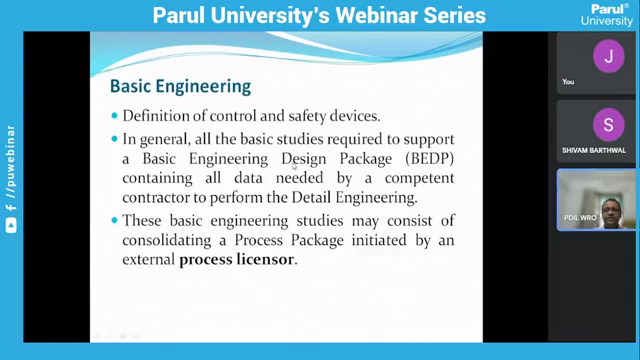 Parul University's Webinar Series
Parul®
University
Basic Engineering
Definition of control and safety devices.
In general, all the basic studies required to support
a Basic Engineering Design Package (BEDP)
containing all data needed by a competent
contractor to perform the Detail Engineering.
These basic engineering studies may consist of
consolidating a Process Package initiated by an
external process licensor.
J
You
S
SHIVAM BARTHWAL
PDIL WRO
/puwebinar